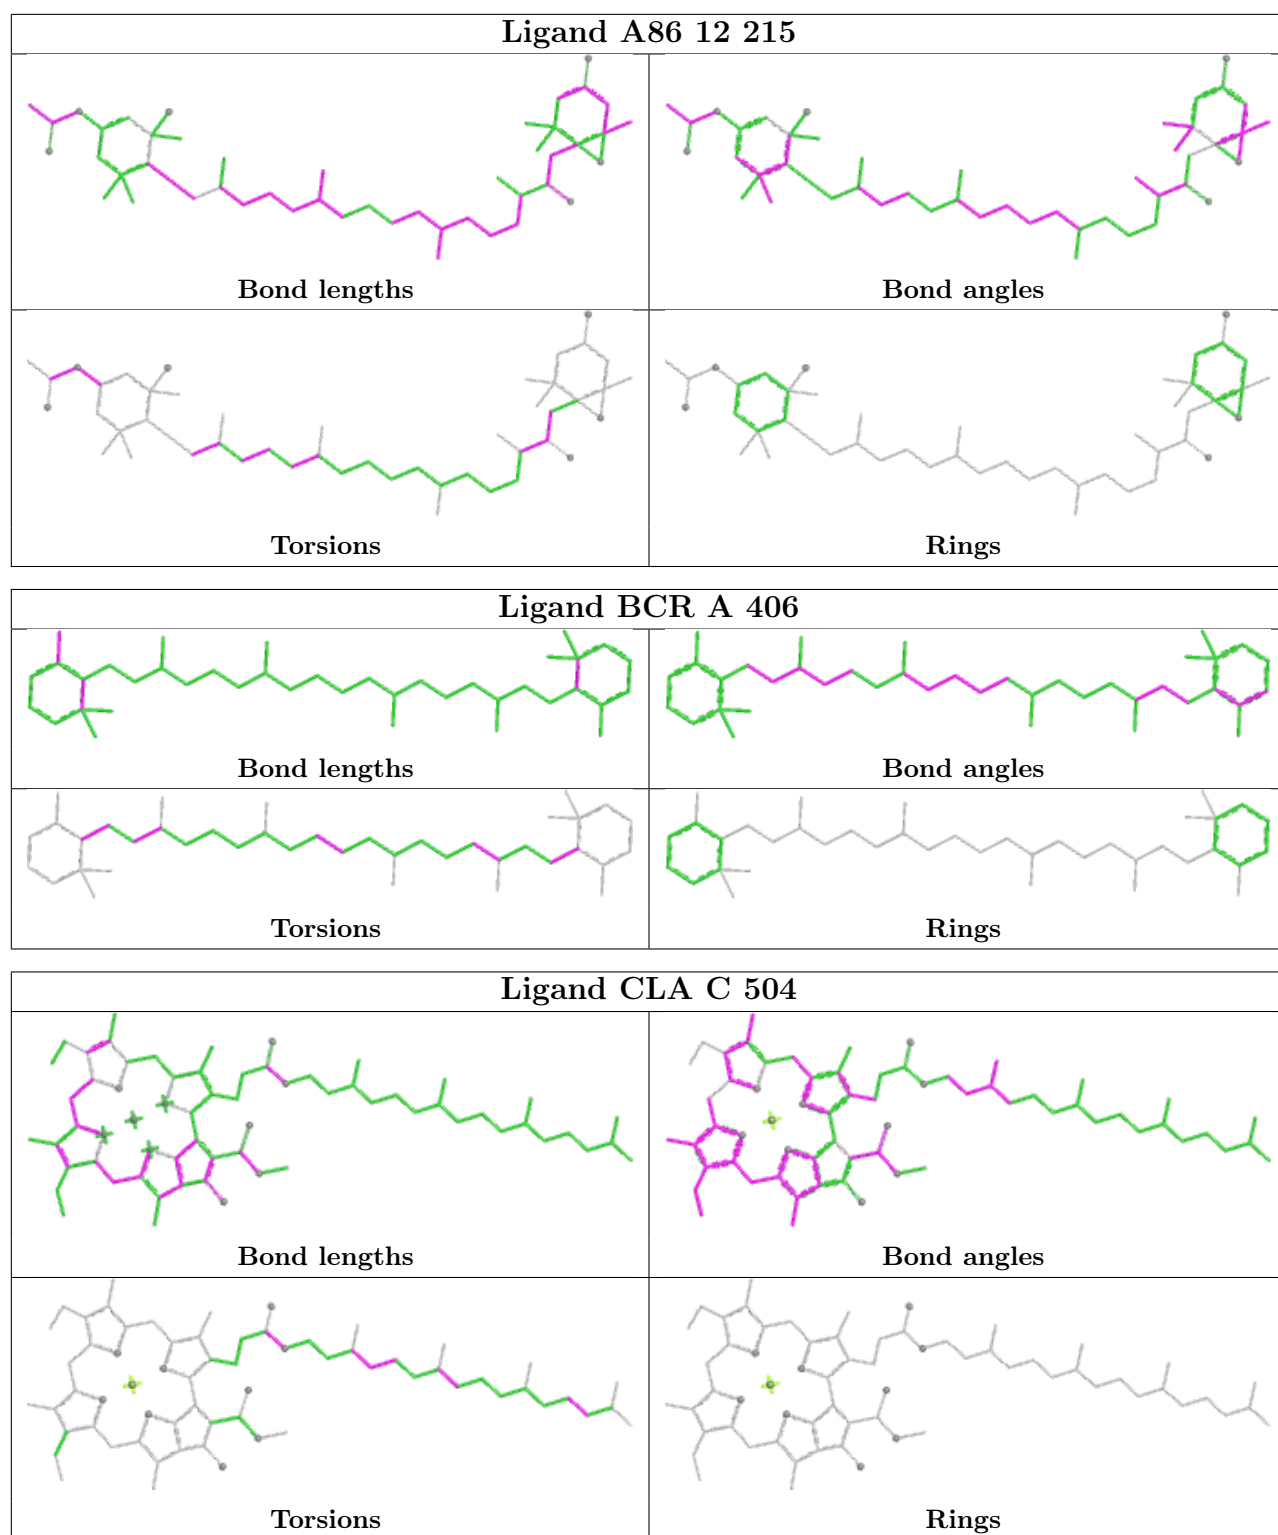 Ligand A86 12 215
Bond lengths
Bond angles
Torsions
Rings
Ligand BCR A 406
Bond lengths
Bond angles
Torsions
Rings
Ligand CLA C 504
Bond lengths
Bond angles
Torsions
Rings